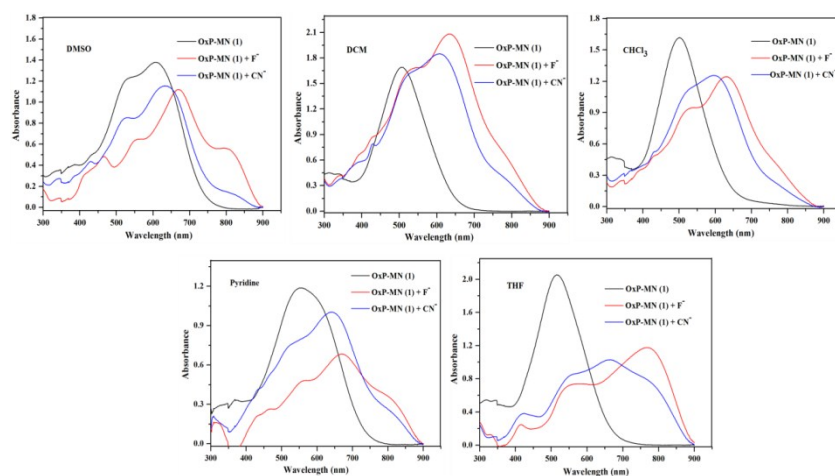 DMSO
OxP-MN (1)
OxP-MN (1) + F⁻
OxP-MN (1) + CN⁻
Absorbance
1.8
1.6
1.4
1.2
1.0
0.8
0.6
0.4
0.2
0.0
300 400 500 600 700 800 900
Wavelength (nm)
DCM
OxP-MN (1)
OxP-MN (1) + F⁻
OxP-MN (1) + CN⁻
Absorbance
2.1
1.8
1.5
1.2
0.9
0.6
0.3
0.0
300 400 500 600 700 800 900
Wavelength (nm)
CHCl₃
OxP-MN (1)
OxP-MN (1) + F⁻
OxP-MN (1) + CN⁻
Absorbance
1.8
1.5
1.2
0.9
0.6
0.3
0.0
300 400 500 600 700 800 900
Wavelength (nm)
Pyridine
OxP-MN (1)
OxP-MN (1) + F⁻
OxP-MN (1) + CN⁻
Absorbance
1.2
0.9
0.6
0.3
0.0
300 400 500 600 700 800 900
Wavelength (nm)
THF
OxP-MN (1)
OxP-MN (1) + F⁻
OxP-MN (1) + CN⁻
Absorbance
2.0
1.6
1.2
0.8
0.4
0.0
300 400 500 600 700 800 900
Wavelength (nm)